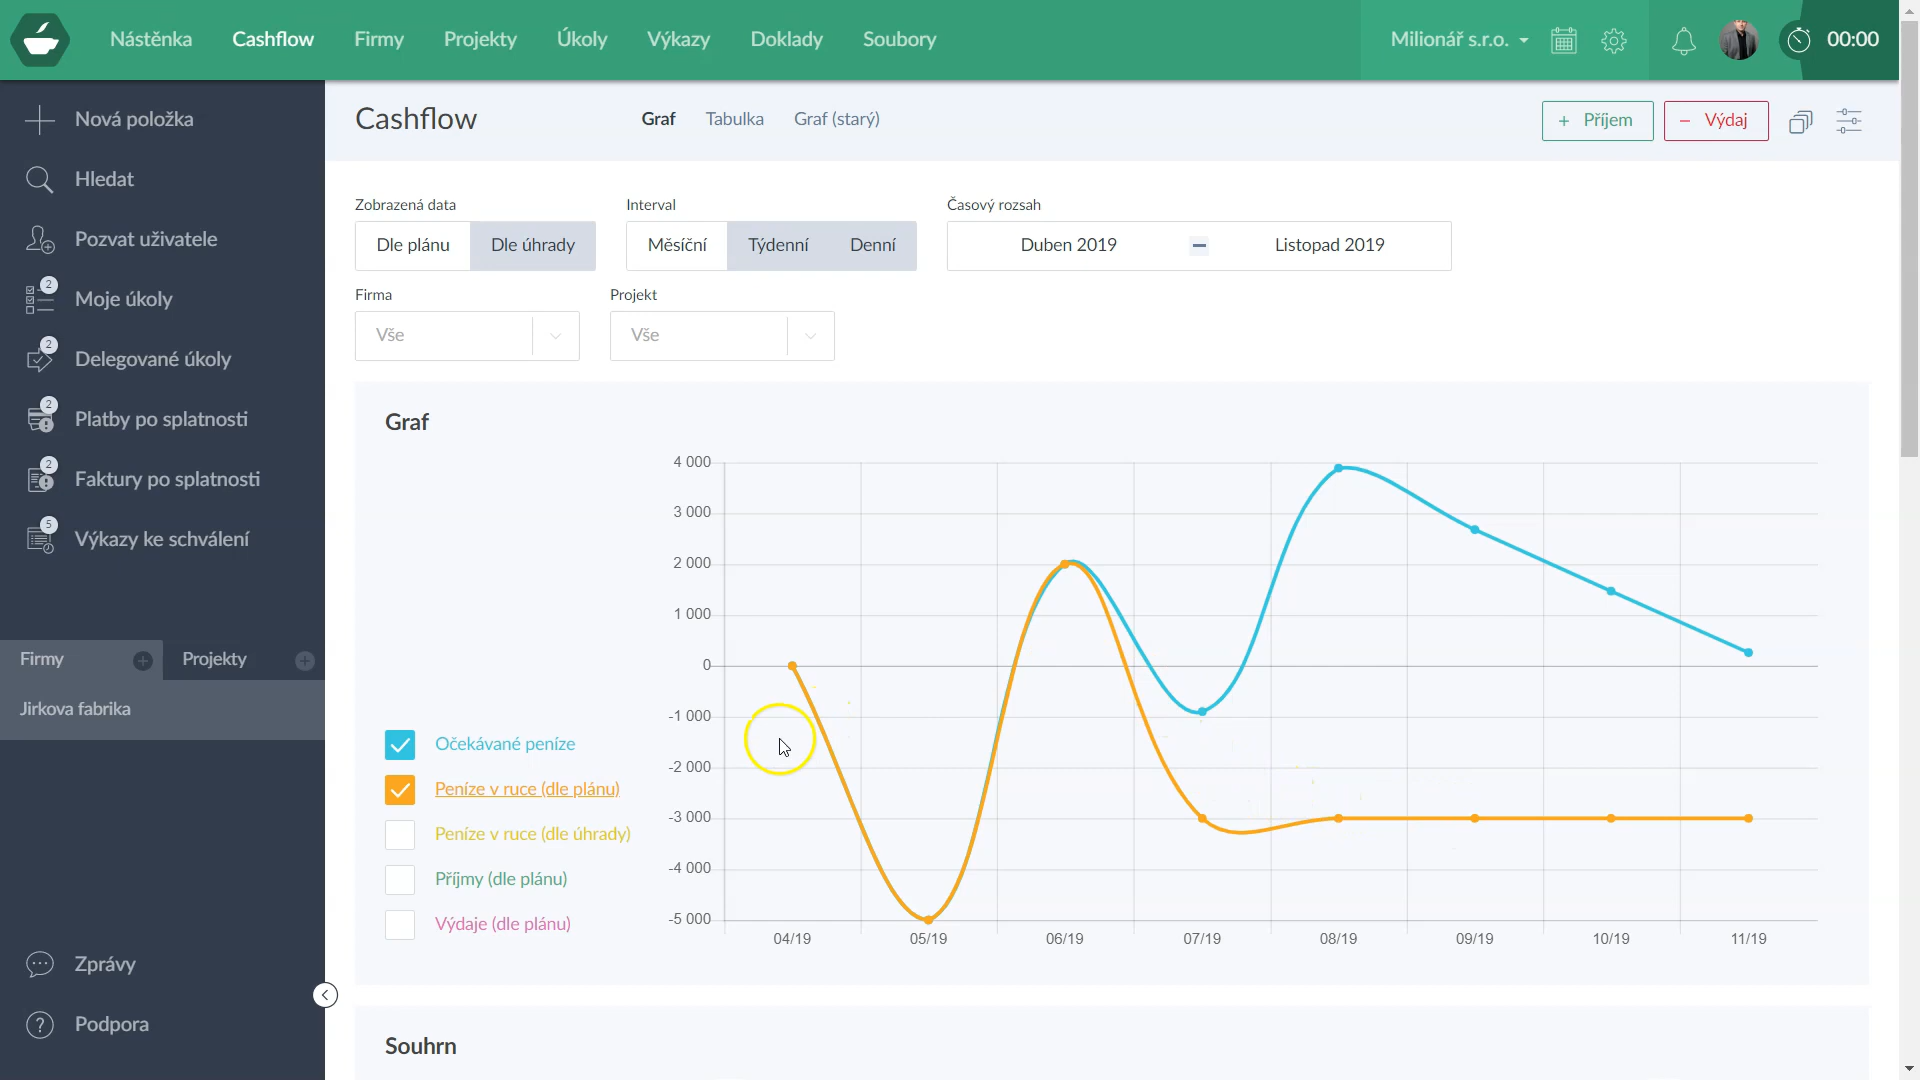 Nástěnka Cashflow Firmy Projekty Úkoly Výkazy Doklady Soubory Milionář s.r.o. 00:00
Nová položka
Hledat
Pozvat uživatele
2
Moje úkoly
2
Delegované úkoly
2
Platby po splatnosti
2
Faktury po splatnosti
5
Výkazy ke schválení
Firmy + Projekty +
Jirkova fabrika
Zprávy
? Podpora
Cashflow Graf Tabulka Graf (starý) + Příjem − Výdaj
Zobrazená data Interval Časový rozsah
Dle plánu Dle úhrady Měsíční Týdenní Denní Duben 2019 – Listopad 2019
Firma Projekt
Vše Vše
Graf
4 000
3 000
2 000
1 000
0
-1 000
-2 000
-3 000
-4 000
-5 000
04/19 05/19 06/19 07/19 08/19 09/19 10/19 11/19
Očekávané peníze
Peníze v ruce (dle plánu)
Peníze v ruce (dle úhrady)
Příjmy (dle plánu)
Výdaje (dle plánu)
Souhrn